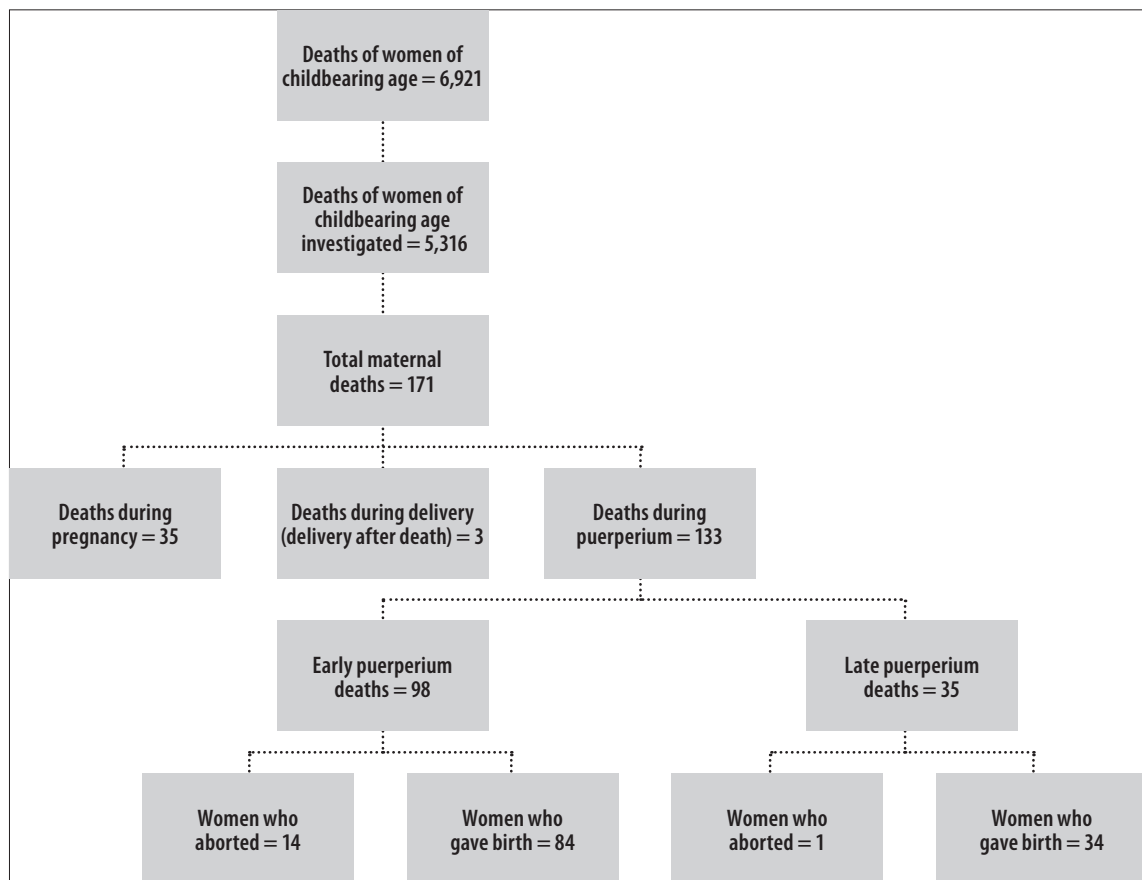 Deaths of women of
childbearing age = 6,921
Deaths of women of
childbearing age
investigated = 5,316
Total maternal
deaths = 171
Deaths during
pregnancy = 35
Deaths during delivery
(delivery after death) = 3
Deaths during
puerperium = 133
Early puerperium
deaths = 98
Late puerperium
deaths = 35
Women who
aborted = 14
Women who
gave birth = 84
Women who
aborted = 1
Women who
gave birth = 34